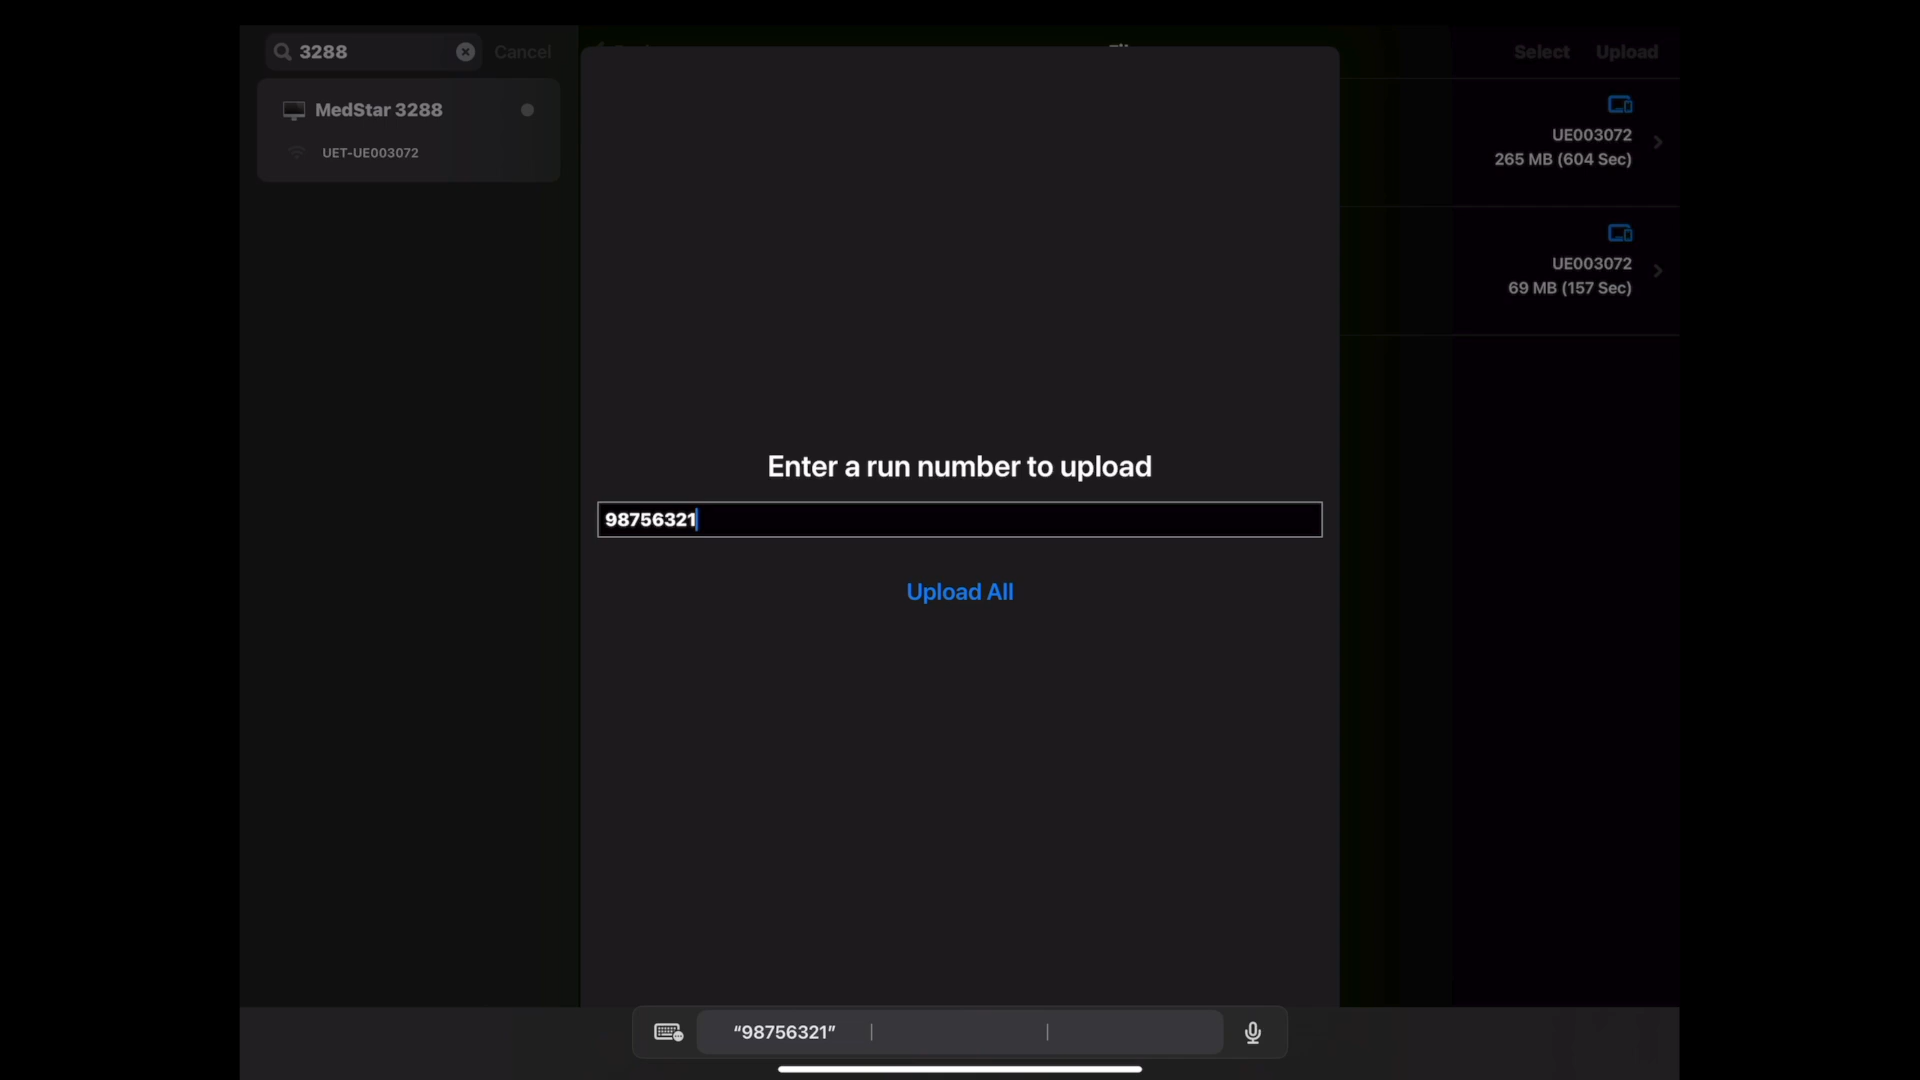 3288
Cancel
MedStar 3288
UET-UE003072
Select
Upload
UE003072
265 MB (604 Sec)
UE003072
69 MB (157 Sec)
Enter a run number to upload
98756321
Upload All
“98756321”